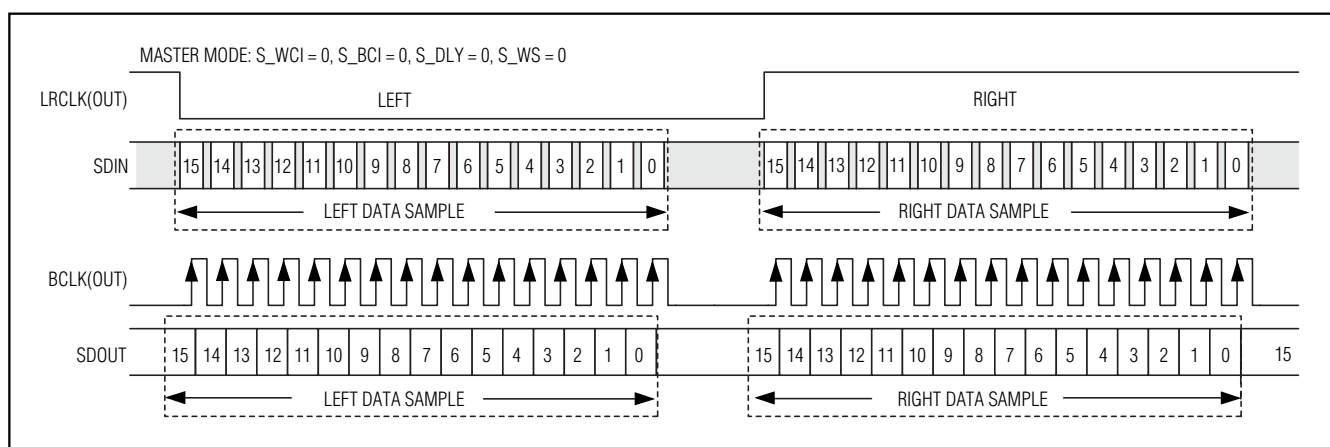 MASTER MODE: S_WCI = 0, S_BCI = 0, S_DLY = 0, S_WS = 0
LRCLK(OUT) LEFT RIGHT
SDIN 15 14 13 12 11 10 9 8 7 6 5 4 3 2 1 0 15 14 13 12 11 10 9 8 7 6 5 4 3 2 1 0
LEFT DATA SAMPLE RIGHT DATA SAMPLE
BCLK(OUT)
SDOUT 15 14 13 12 11 10 9 8 7 6 5 4 3 2 1 0 15 14 13 12 11 10 9 8 7 6 5 4 3 2 1 0 15
LEFT DATA SAMPLE RIGHT DATA SAMPLE